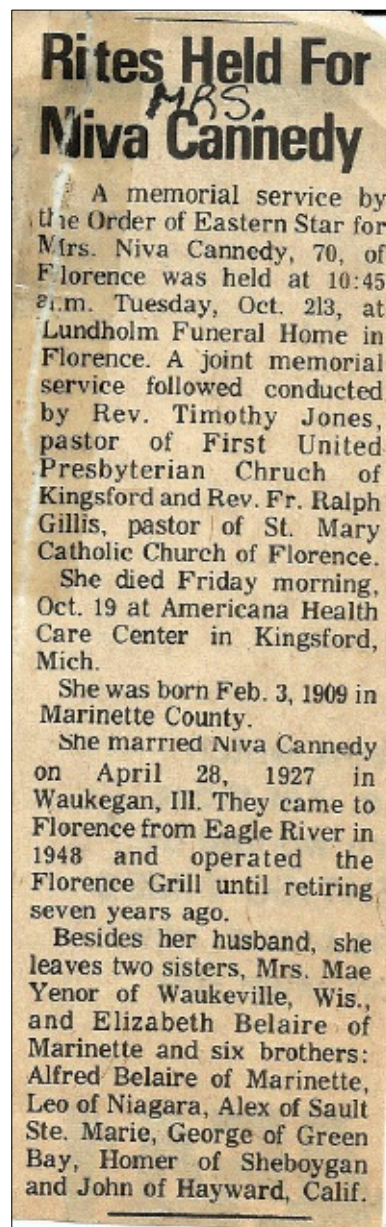 Rites Held For
MRS.
Niva Cannedy
A memorial service by
the Order of Eastern Star for
Mrs. Niva Cannedy, 70, of
Florence was held at 10:45
a.m. Tuesday, Oct. 23, at
Lundholm Funeral Home in
Florence. A joint memorial
service followed conducted
by Rev. Timothy Jones,
pastor of First United
Presbyterian Chruch of
Kingsford and Rev. Fr. Ralph
Gillis, pastor of St. Mary
Catholic Church of Florence.
She died Friday morning,
Oct. 19 at Americana Health
Care Center in Kingsford,
Mich.
She was born Feb. 3, 1909 in
Marinette County.
She married Niva Cannedy
on April 28, 1927 in
Waukegan, Ill. They came to
Florence from Eagle River in
1948 and operated the
Florence Grill until retiring
seven years ago.
Besides her husband, she
leaves two sisters, Mrs. Mae
Yenor of Waukeville, Wis.,
and Elizabeth Belaire of
Marinette and six brothers:
Alfred Belaire of Marinette,
Leo of Niagara, Alex of Sault
Ste. Marie, George of Green
Bay, Homer of Sheboygan
and John of Hayward, Calif.